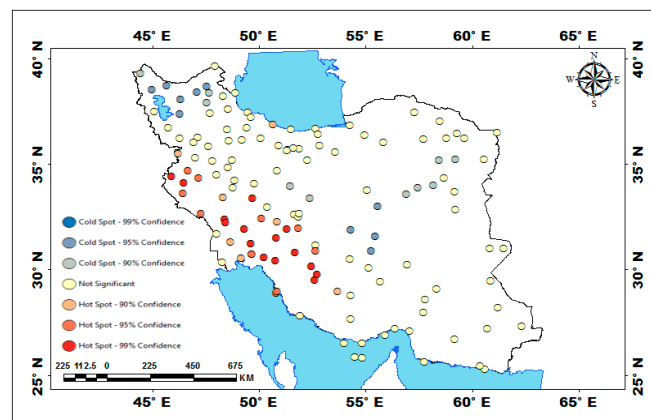 45° E 50° E 55° E 60° E 65° E
40° N
40° N
35° N
35° N
30° N
30° N
25° N
25° N
N
W E
S
Cold Spot - 99% Confidence
Cold Spot - 95% Confidence
Cold Spot - 90% Confidence
Not Significant
Hot Spot - 90% Confidence
Hot Spot - 95% Confidence
Hot Spot - 99% Confidence
225 112.5 0 225 450 675
KM
45° E 50° E 55° E 60° E 65° E